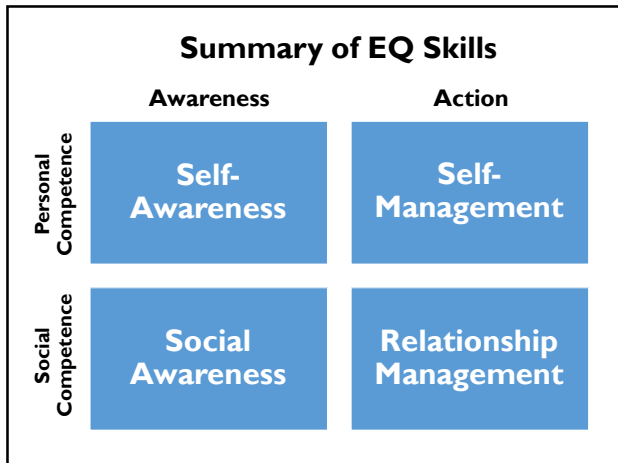 Summary of EQ Skills
Awareness
Action
Personal
Competence
Self-
Awareness
Self-
Management
Social
Competence
Social
Awareness
Relationship
Management